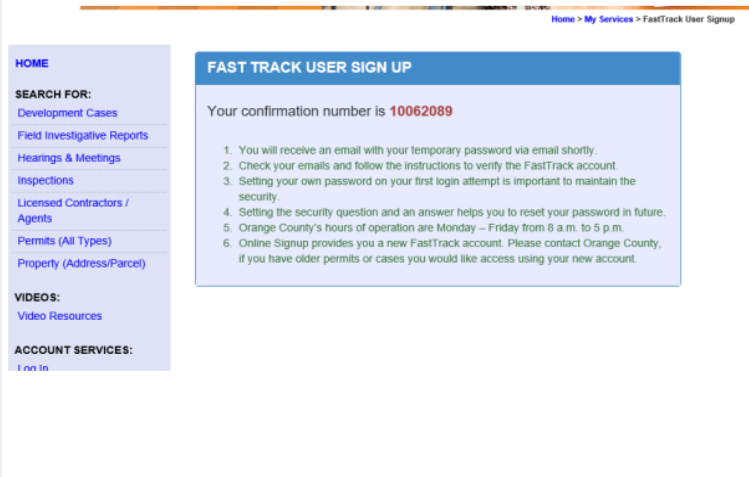 Home > My Services > FastTrack User Signup
HOME
SEARCH FOR:
Development Cases
Field Investigative Reports
Hearings & Meetings
Inspections
Licensed Contractors /
Agents
Permits (All Types)
Property (Address/Parcel)
VIDEOS:
Video Resources
ACCOUNT SERVICES:
Log In
FAST TRACK USER SIGN UP
Your confirmation number is 10062089
1. You will receive an email with your temporary password via email shortly.
2. Check your emails and follow the instructions to verify the FastTrack account.
3. Setting your own password on your first login attempt is important to maintain the
security.
4. Setting the security question and an answer helps you to reset your password in future.
5. Orange County's hours of operation are Monday – Friday from 8 a.m. to 5 p.m.
6. Online Signup provides you a new FastTrack account. Please contact Orange County,
if you have older permits or cases you would like access using your new account.